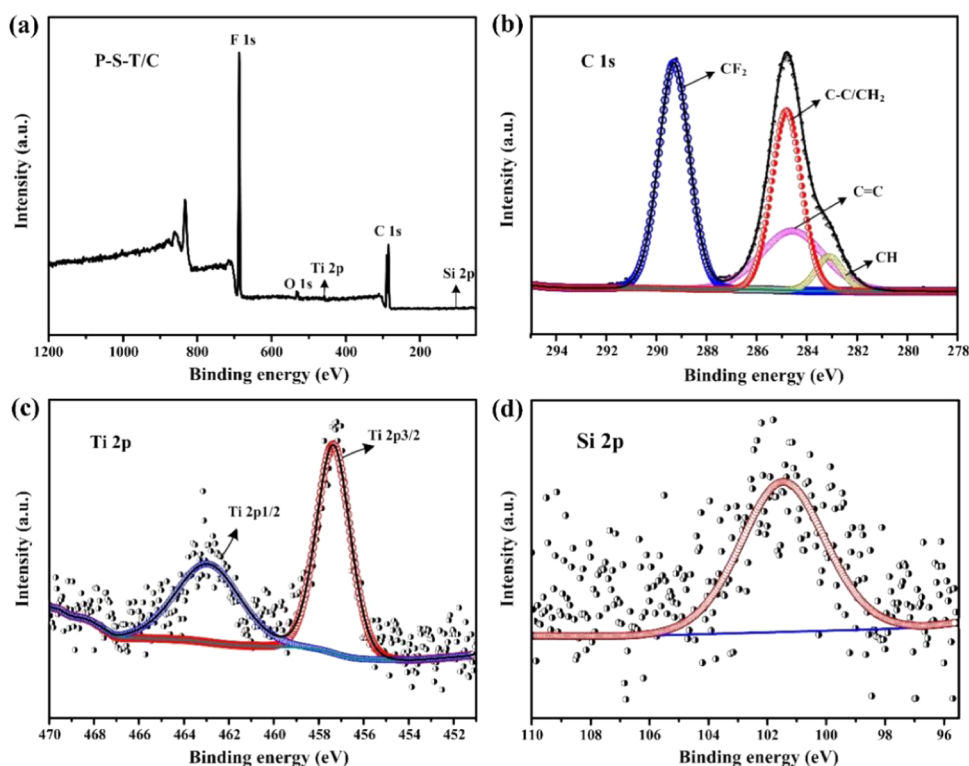 (a)
P-S-T/C
F 1s
O 1s
Ti 2p
C 1s
Si 2p
Intensity (a.u.)
1200 1000 800 600 400 200
Binding energy (eV)
(b)
C 1s
CF₂
C-C/CH₂
C=C
CH
Intensity (a.u.)
294 292 290 288 286 284 282 280 278
Binding energy (eV)
(c)
Ti 2p
Ti 2p3/2
Ti 2p1/2
Intensity (a.u.)
470 468 466 464 462 460 458 456 454 452
Binding energy (eV)
(d)
Si 2p
Intensity (a.u.)
110 108 106 104 102 100 98 96
Binding energy (eV)